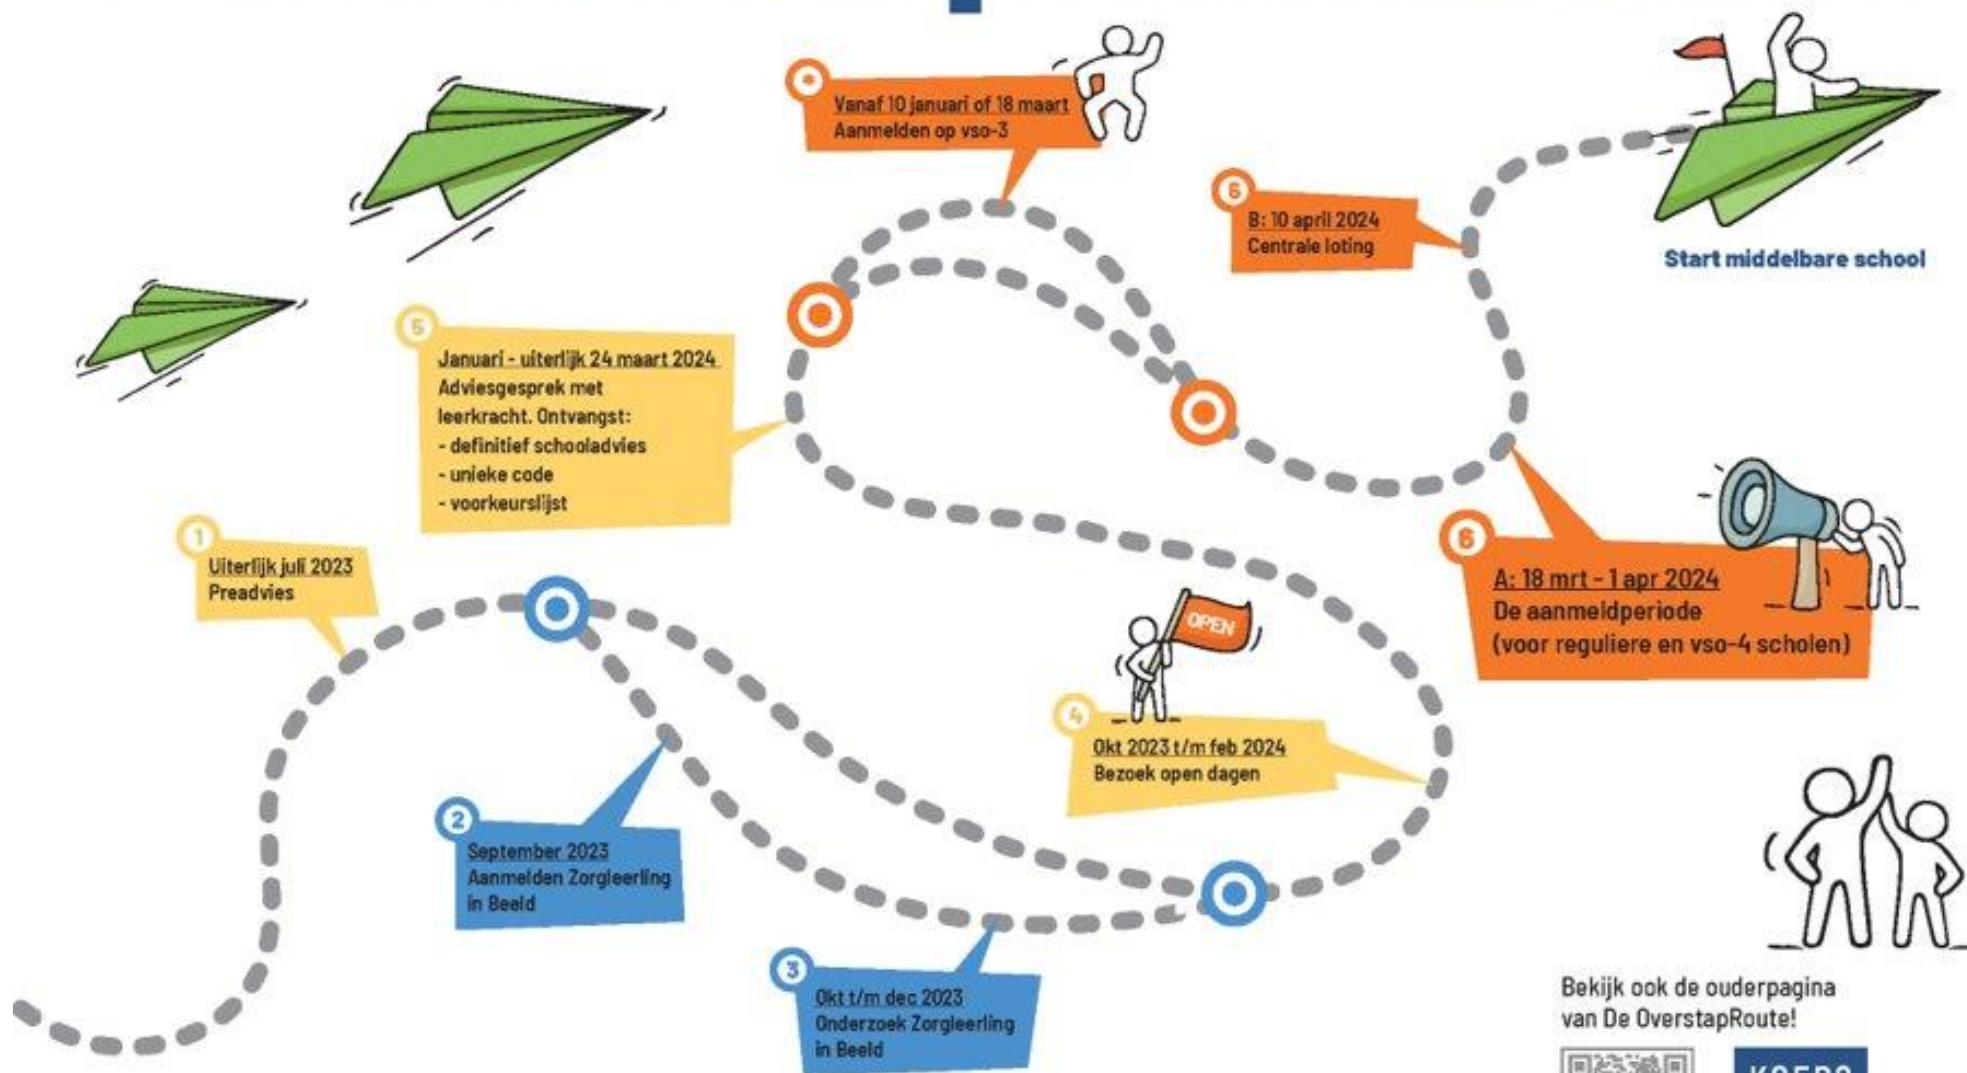 *
Vanaf 10 januari of 18 maart
Aanmelden op vso-3
6
B: 10 april 2024
Centrale loting
Start middelbare school
5
Januari - uiterlijk 24 maart 2024
Adviesgesprek met
leerkracht. Ontvangst:
- definitief schooladvies
- unieke code
- voorkeurslijst
1
Uiterlijk juli 2023
Preadvies
6
A: 18 mrt - 1 apr 2024
De aanmeldperiode
(voor reguliere en vso-4 scholen)
OPEN
4
Okt 2023 t/m feb 2024
Bezoek open dagen
2
September 2023
Aanmelden Zorgleerling
in Beeld
3
Okt t/m dec 2023
Onderzoek Zorgleerling
in Beeld
Bekijk ook de ouderpagina
van De OverstapRoute!